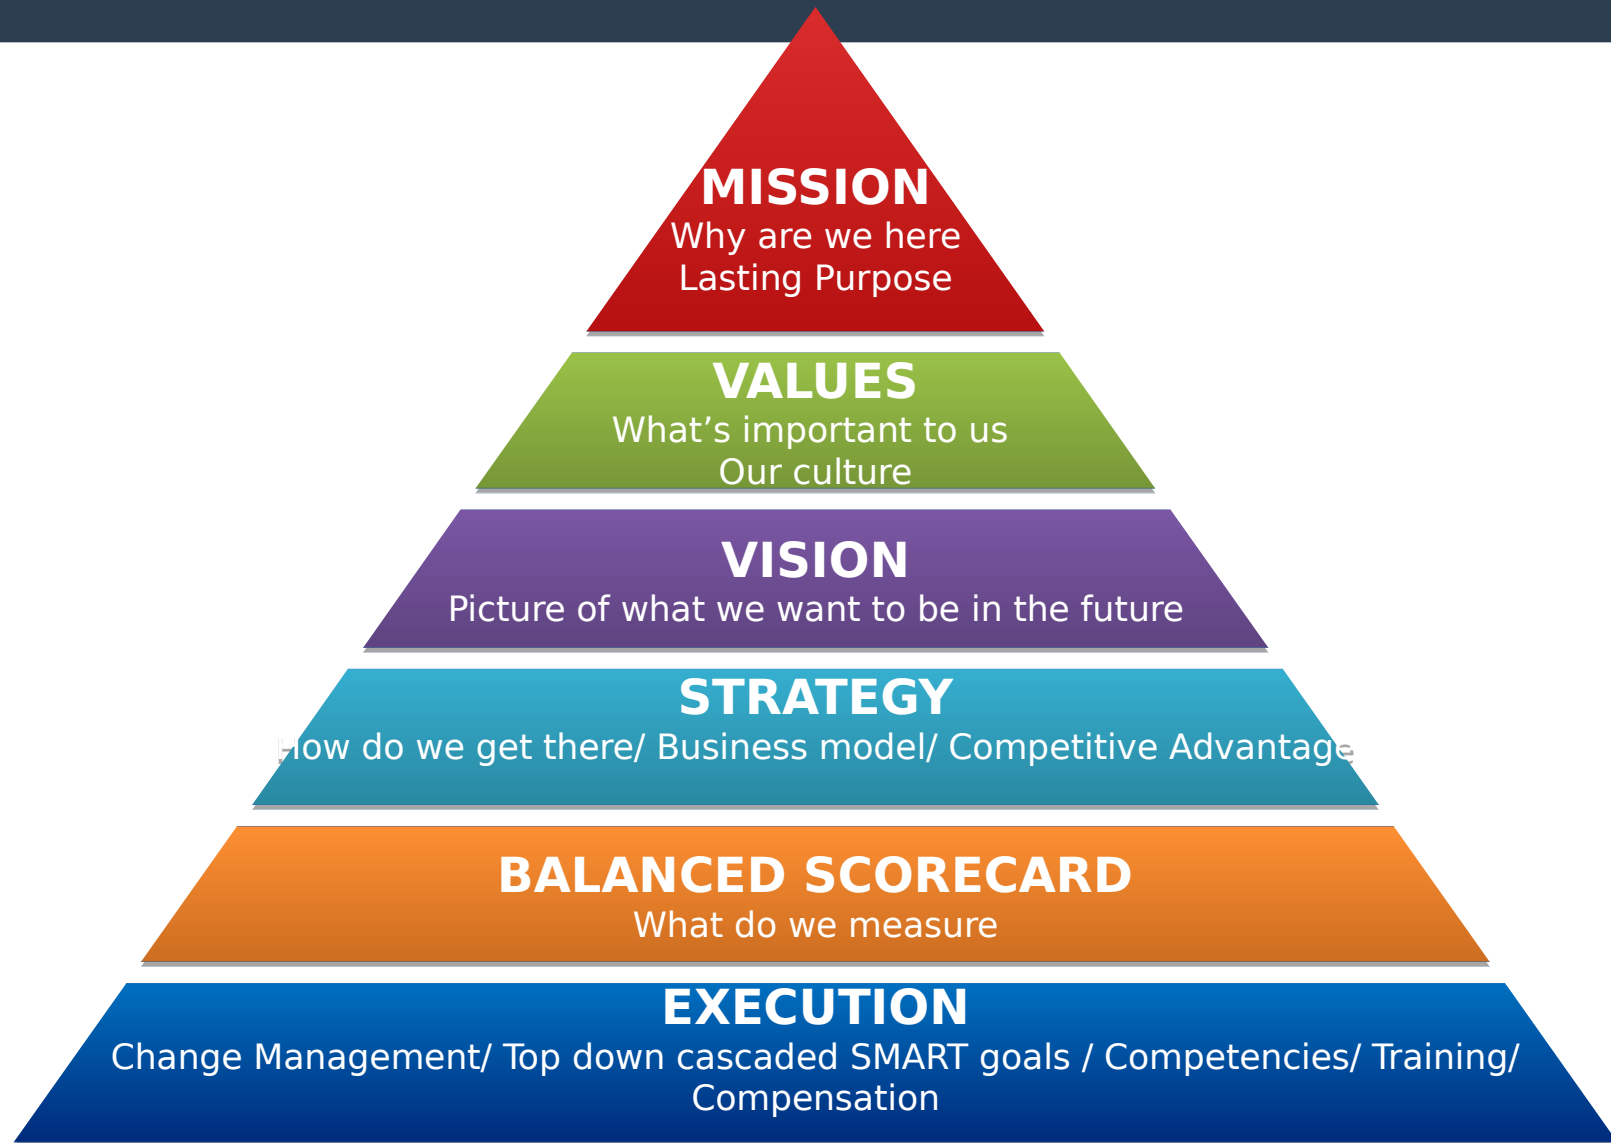 MISSION
Why are we here
Lasting Purpose
VALUES
What’s important to us
Our culture
VISION
Picture of what we want to be in the future
STRATEGY
How do we get there/ Business model/ Competitive Advantage
BALANCED SCORECARD
What do we measure
EXECUTION
Change Management/ Top down cascaded SMART goals / Competencies/ Training/
Compensation